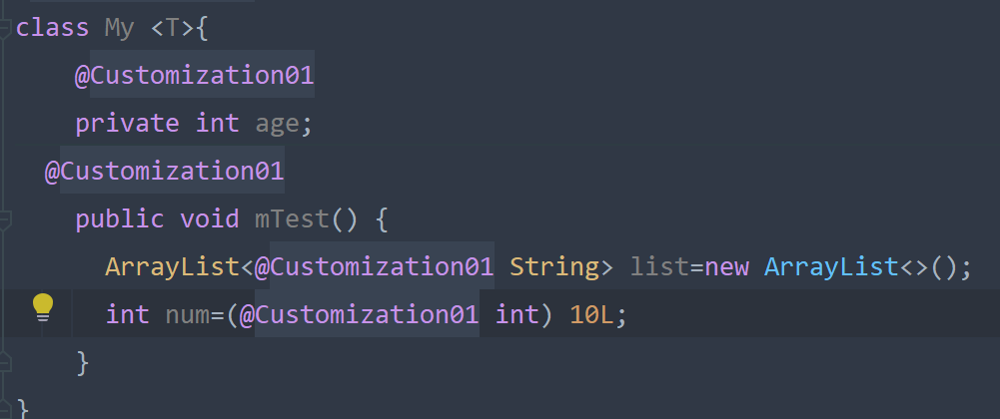 class My <T>{
@Customization01
private int age;
@Customization01
public void mTest() {
ArrayList<@Customization01 String> list=new ArrayList<>();
int num=(@Customization01 int) 10L;
}
}